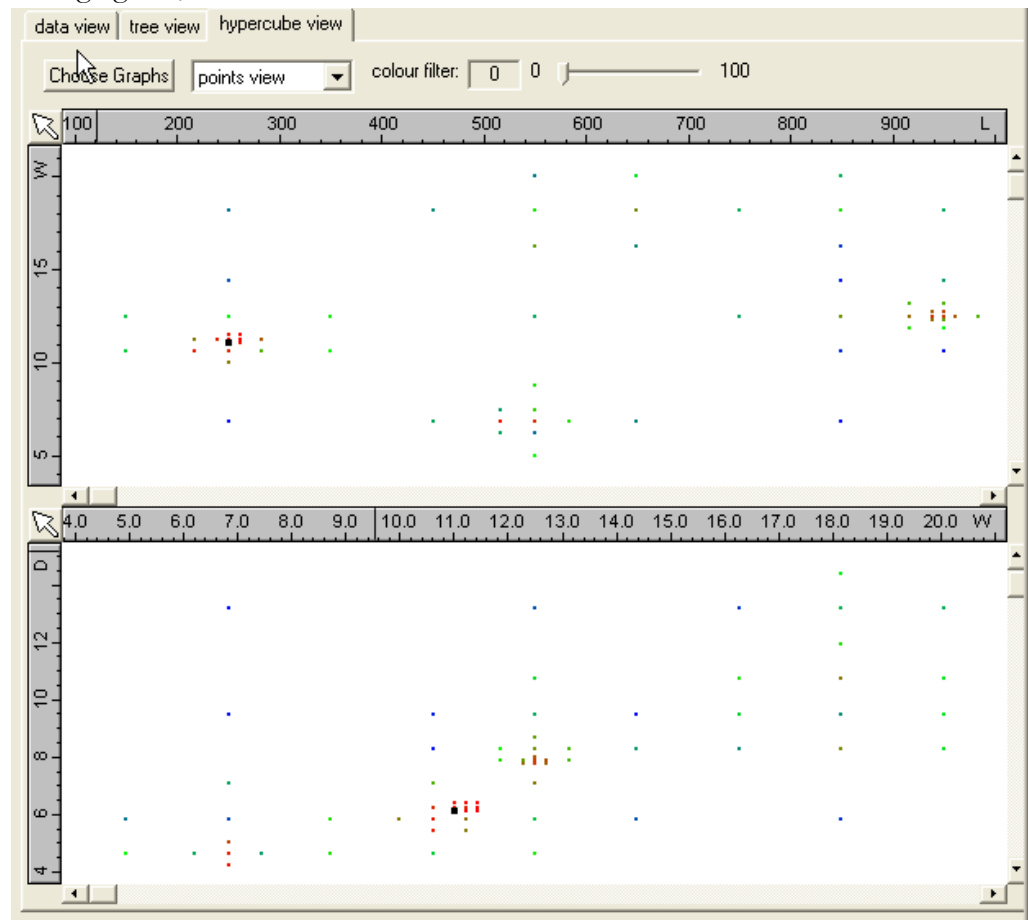 data view tree view hypercube view
Choose Graphs points view colour filter: 0 0 100
100 200 300 400 500 600 700 800 900 L
W
15
10
5
4.0 5.0 6.0 7.0 8.0 9.0 10.0 11.0 12.0 13.0 14.0 15.0 16.0 17.0 18.0 19.0 20.0 W
D
12
10
8
6
4